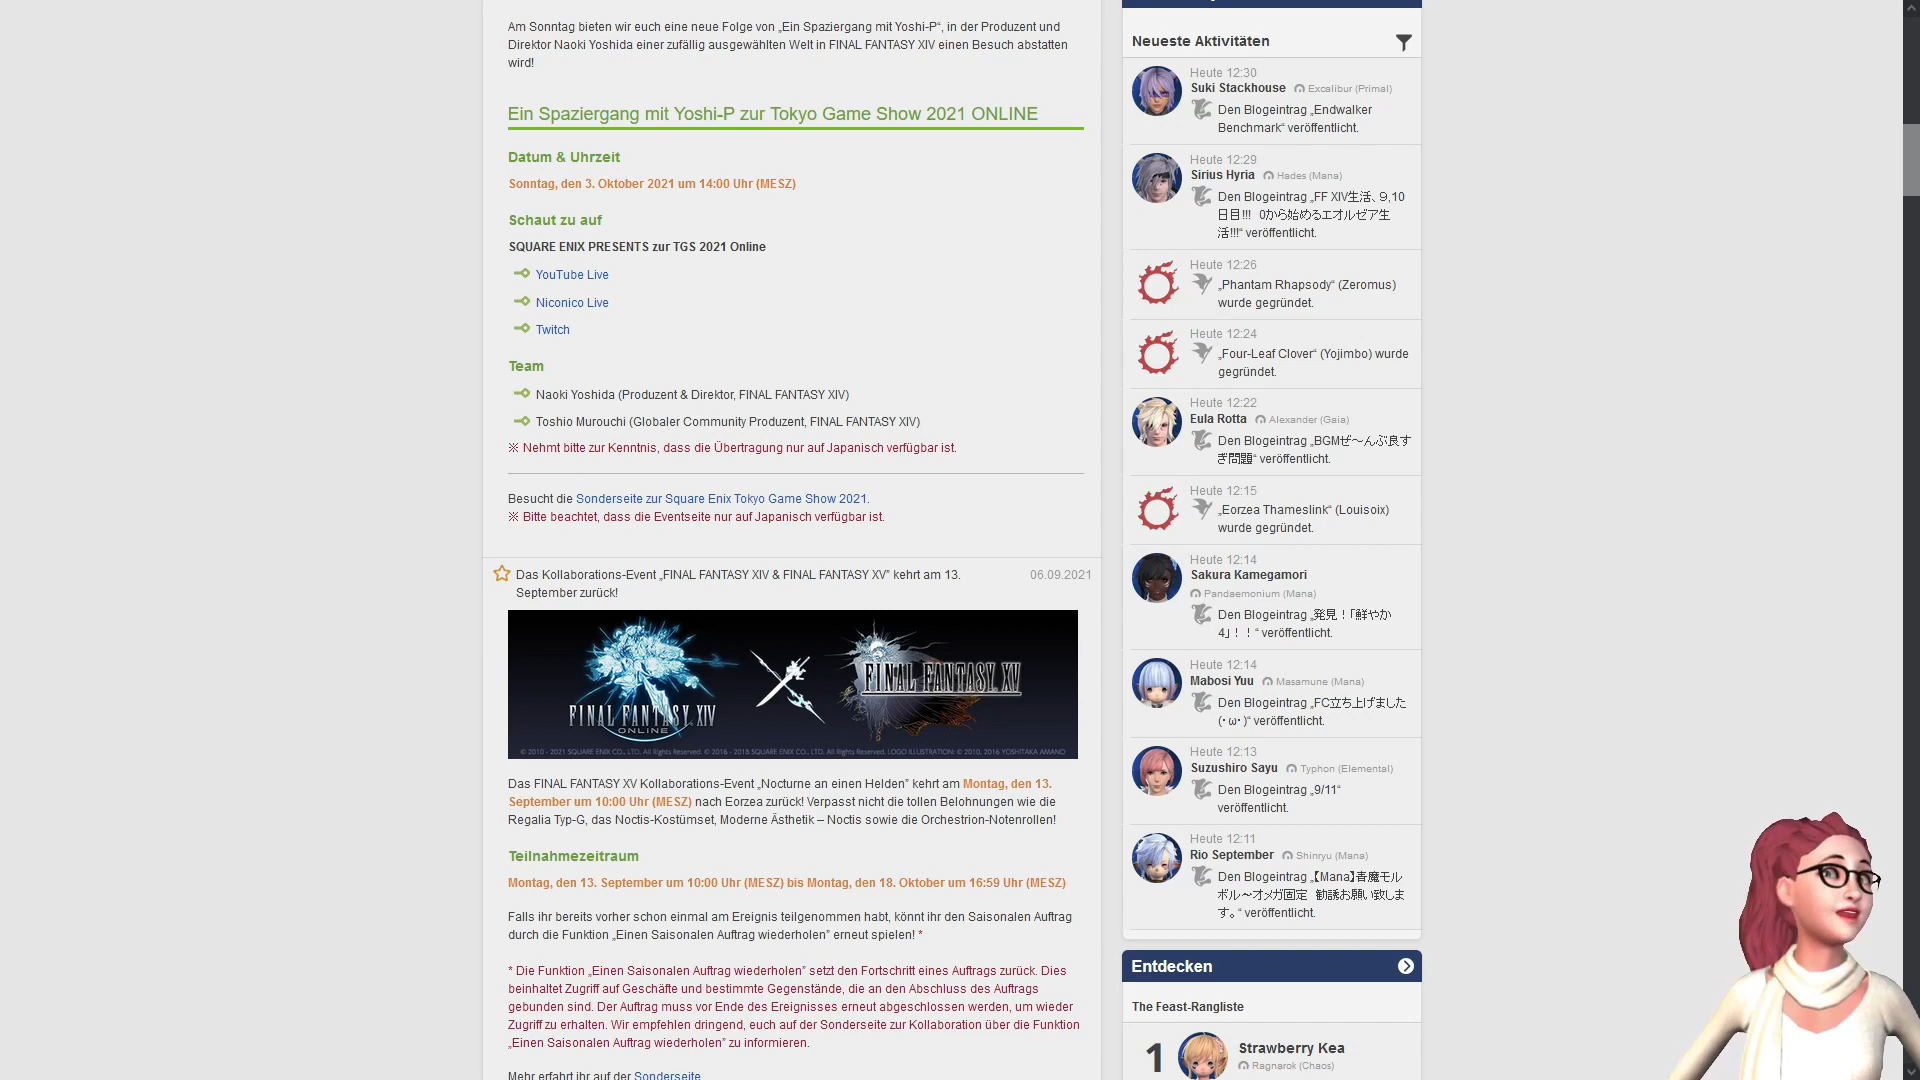 Am Sonntag bieten wir euch eine neue Folge von „Ein Spaziergang mit Yoshi-P“, in der Produzent und
Direktor Naoki Yoshida einer zufällig ausgewählten Welt in FINAL FANTASY XIV einen Besuch abstatten
wird!
Ein Spaziergang mit Yoshi-P zur Tokyo Game Show 2021 ONLINE
Datum & Uhrzeit
Sonntag, den 3. Oktober 2021 um 14:00 Uhr (MESZ)
Schaut zu auf
SQUARE ENIX PRESENTS zur TGS 2021 Online
YouTube Live
Niconico Live
Twitch
Team
Naoki Yoshida (Produzent & Direktor, FINAL FANTASY XIV)
Toshio Murouchi (Globaler Community Produzent, FINAL FANTASY XIV)
※ Nehmt bitte zur Kenntnis, dass die Übertragung nur auf Japanisch verfügbar ist.
Besucht die Sonderseite zur Square Enix Tokyo Game Show 2021.
※ Bitte beachtet, dass die Eventseite nur auf Japanisch verfügbar ist.
Das Kollaborations-Event „FINAL FANTASY XIV & FINAL FANTASY XV” kehrt am 13.
September zurück!
06.09.2021
FINAL FANTASY XIV
ONLINE
FINAL FANTASY XV
© 2010 - 2021 SQUARE ENIX CO., LTD. All Rights Reserved. © 2016 - 2018 SQUARE ENIX CO., LTD. All Rights Reserved. LOGO ILLUSTRATION: © 2010, 2016 YOSHITAKA AMANO
Das FINAL FANTASY XV Kollaborations-Event „Nocturne an einen Helden” kehrt am Montag, den 13.
September um 10:00 Uhr (MESZ) nach Eorzea zurück! Verpasst nicht die tollen Belohnungen wie die
Regalia Typ-G, das Noctis-Kostümset, Moderne Ästhetik – Noctis sowie die Orchestrion-Notenrollen!
Teilnahmezeitraum
Montag, den 13. September um 10:00 Uhr (MESZ) bis Montag, den 18. Oktober um 16:59 Uhr (MESZ)
Falls ihr bereits vorher schon einmal am Ereignis teilgenommen habt, könnt ihr den Saisonalen Auftrag
durch die Funktion „Einen Saisonalen Auftrag wiederholen” erneut spielen! *
* Die Funktion „Einen Saisonalen Auftrag wiederholen” setzt den Fortschritt eines Auftrags zurück. Dies
beinhaltet Zugriff auf Geschäfte und bestimmte Gegenstände, die an den Abschluss des Auftrags
gebunden sind. Der Auftrag muss vor Ende des Ereignisses erneut abgeschlossen werden, um wieder
Zugriff zu erhalten. Wir empfehlen dringend, euch auf der Sonderseite zur Kollaboration über die Funktion
„Einen Saisonalen Auftrag wiederholen” zu informieren.
Mehr erfahrt ihr auf der Sonderseite
Neueste Aktivitäten
Heute 12:30
Suki Stackhouse Excalibur (Primal)
Den Blogeintrag „Endwalker
Benchmark“ veröffentlicht.
Heute 12:29
Sirius Hyria Hades (Mana)
Den Blogeintrag „FF XIV生活、９,10
日目!!!　0から始めるエオルゼア生
活!!!“ veröffentlicht.
Heute 12:26
„Phantam Rhapsody“ (Zeromus)
wurde gegründet.
Heute 12:24
„Four-Leaf Clover“ (Yojimbo) wurde
gegründet.
Heute 12:22
Eula Rotta Alexander (Gaia)
Den Blogeintrag „BGMぜ～んぶ良す
ぎ問題“ veröffentlicht.
Heute 12:15
„Eorzea Thameslink“ (Louisoix)
wurde gegründet.
Heute 12:14
Sakura Kamegamori
Pandaemonium (Mana)
Den Blogeintrag „発見！「鮮やか
4」！！“ veröffentlicht.
Heute 12:14
Mabosi Yuu Masamune (Mana)
Den Blogeintrag „FC立ち上げました
(・ω・)“ veröffentlicht.
Heute 12:13
Suzushiro Sayu Typhon (Elemental)
Den Blogeintrag „9/11“
veröffentlicht.
Heute 12:11
Rio September Shinryu (Mana)
Den Blogeintrag „【Mana】青魔モル
ボル～オメガ固定　勧誘お願い致しま
す。“ veröffentlicht.
Entdecken
The Feast-Rangliste
1
Strawberry Kea
Ragnarok (Chaos)